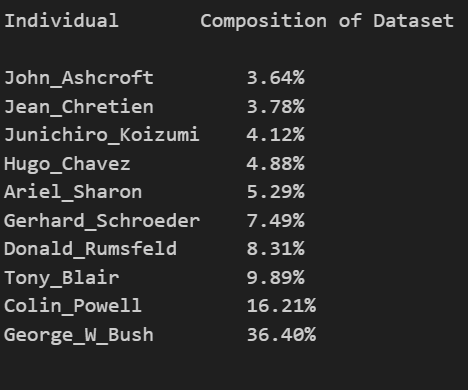 Individual Composition of Dataset
John_Ashcroft 3.64%
Jean_Chretien 3.78%
Junichiro_Koizumi 4.12%
Hugo_Chavez 4.88%
Ariel_Sharon 5.29%
Gerhard_Schroeder 7.49%
Donald_Rumsfeld 8.31%
Tony_Blair 9.89%
Colin_Powell 16.21%
George_W_Bush 36.40%